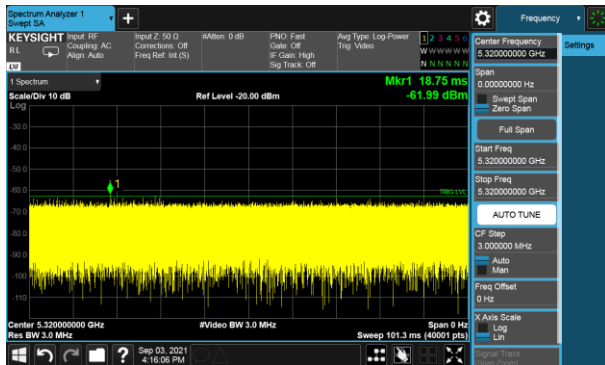 Spectrum Analyzer 1
Swept SA
Frequency
KEYSIGHT
RL
Input: RF
Coupling: AC
Align: Auto
Input Z: 50 Ω
Corrections: Off
Freq Ref: Int (S)
#Atten: 0 dB
PNO: Fast
Gate: Off
IF Gain: High
Sig Track: Off
Avg Type: Log-Power
Trig: Video
1 2 3 4 5 6
W W W W W W
N N N N N N
1 Spectrum
Mkr1 18.75 ms
Scale/Div 10 dB
Ref Level -20.00 dBm
-61.99 dBm
Log
-30.0
-40.0
-50.0
1
-60.0
TRIG LVL
-70.0
-80.0
-90.0
-100
-110
Center 5.320000000 GHz
#Video BW 3.0 MHz
Span 0 Hz
Res BW 3.0 MHz
Sweep 101.3 ms (40001 pts)
Sep 03, 2021
4:16:06 PM
?
Center Frequency
5.320000000 GHz
Settings
Span
0.00000000 Hz
Swept Span
Zero Span
Full Span
Start Freq
5.320000000 GHz
Stop Freq
5.320000000 GHz
AUTO TUNE
CF Step
3.000000 MHz
Auto
Man
Freq Offset
0 Hz
X Axis Scale
Log
Lin
Signal Track
(Span Zoom)